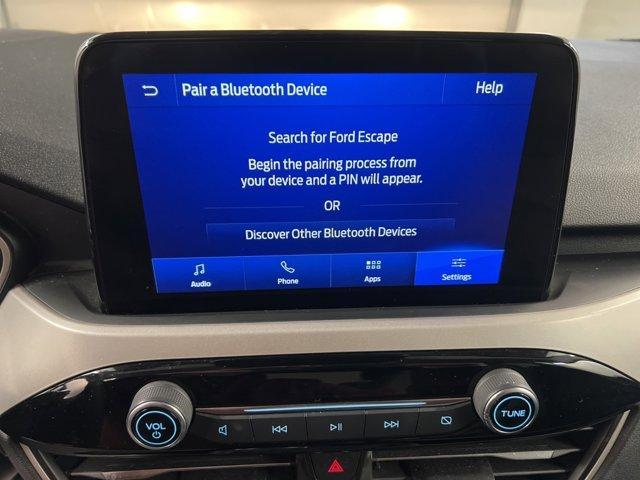 Pair a Bluetooth Device
Help
Search for Ford Escape
Begin the pairing process from
your device and a PIN will appear.
OR
Discover Other Bluetooth Devices
Audio
Phone
Apps
Settings
VOL
TUNE